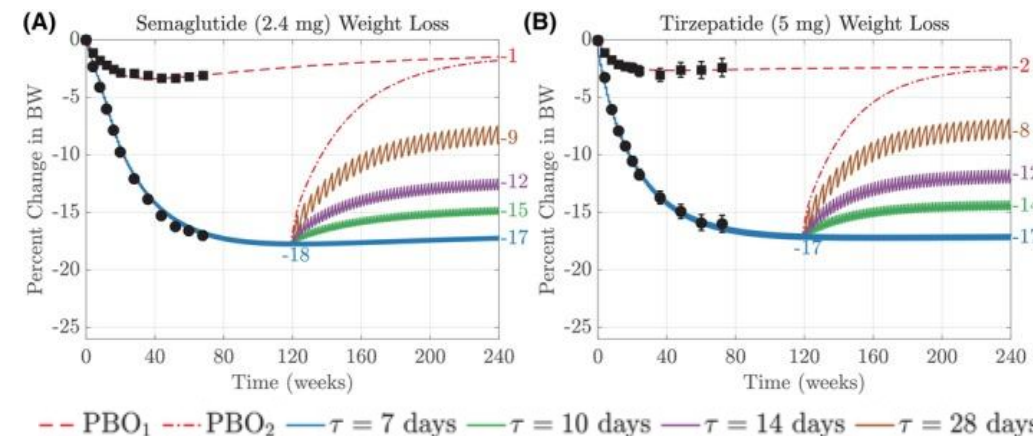 (A) Semaglutide (2.4 mg) Weight Loss
Percent Change in BW
0
-5
-10
-15
-20
-25
-1
-9
-12
-15
-17
-18
0 40 80 120 160 200 240
Time (weeks)
(B) Tirzepatide (5 mg) Weight Loss
Percent Change in BW
0
-5
-10
-15
-20
-25
-2
-8
-12
-14
-17
-17
0 40 80 120 160 200 240
Time (weeks)
PBO₁ PBO₂ τ = 7 days τ = 10 days τ = 14 days τ = 28 days